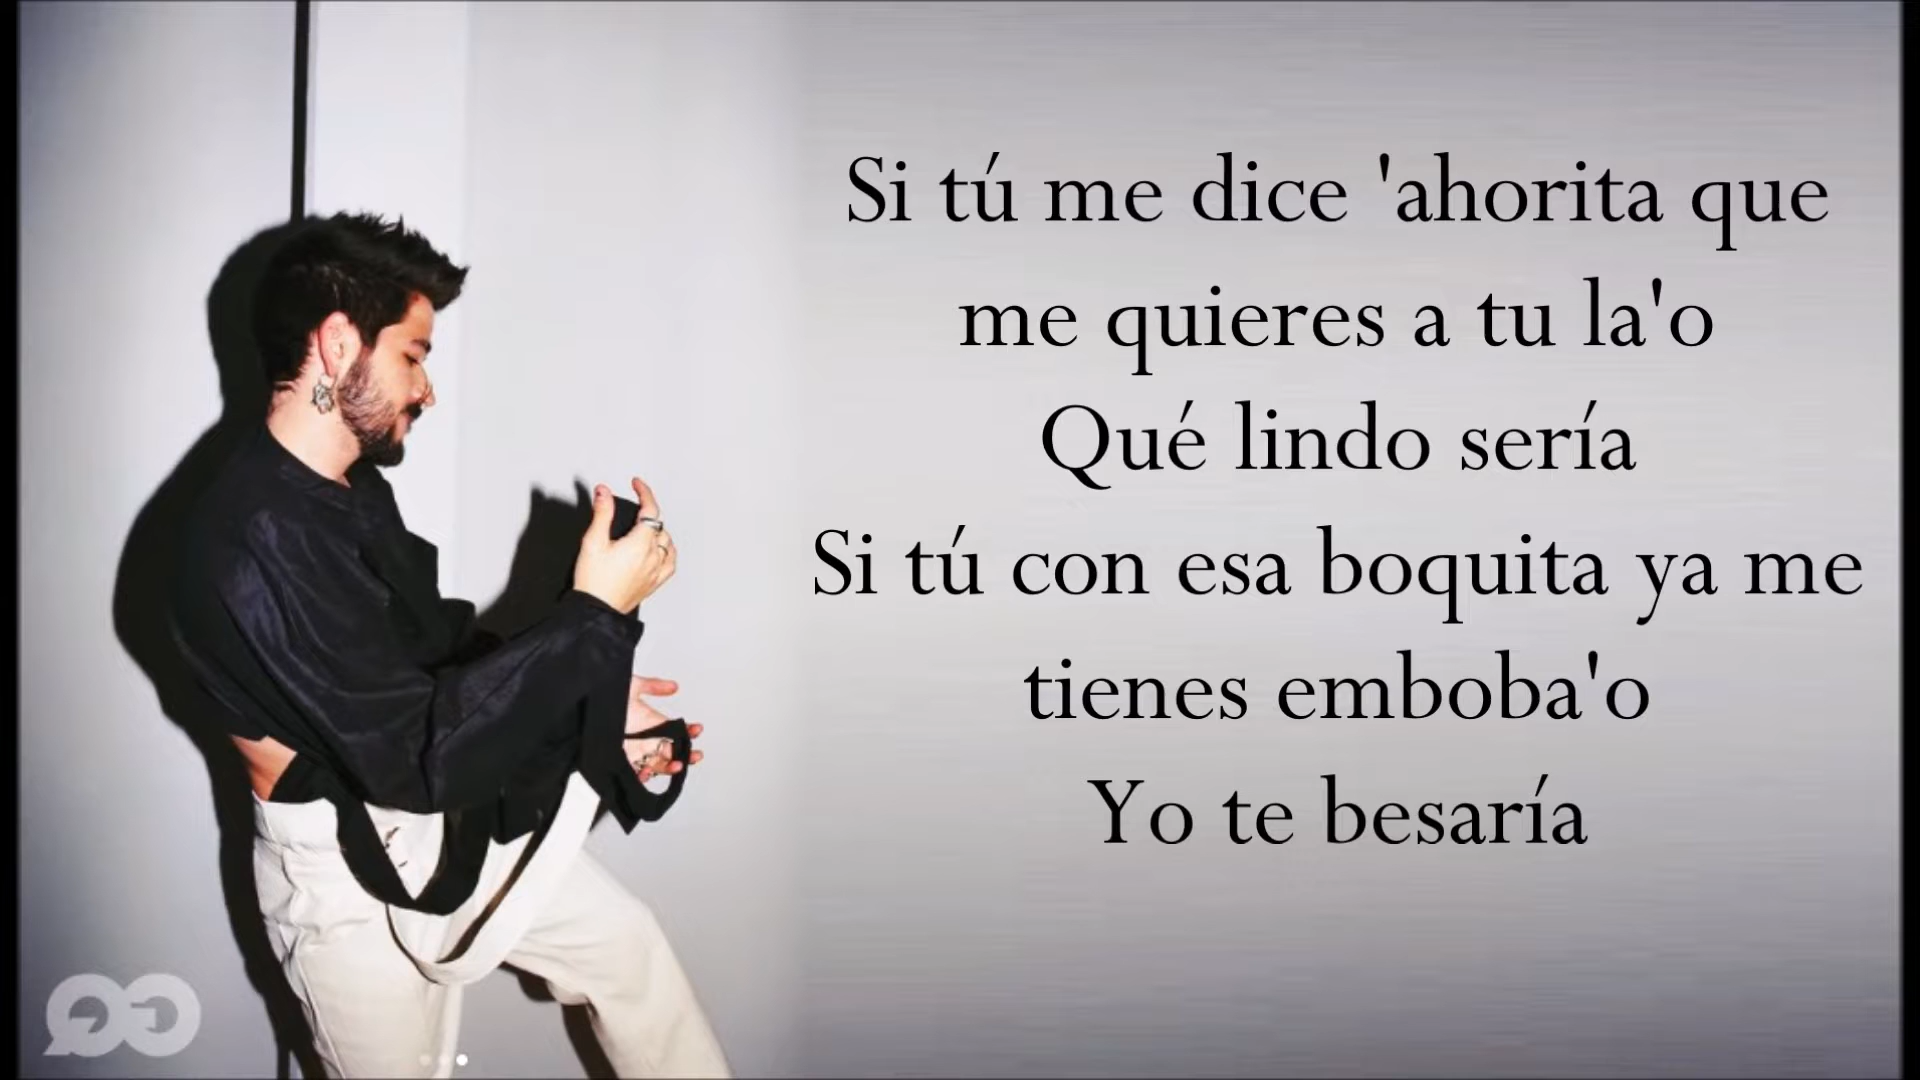 Si tú me dice 'ahorita que
me quieres a tu la'o
Qué lindo sería
Si tú con esa boquita ya me
tienes emboba'o
Yo te besaría